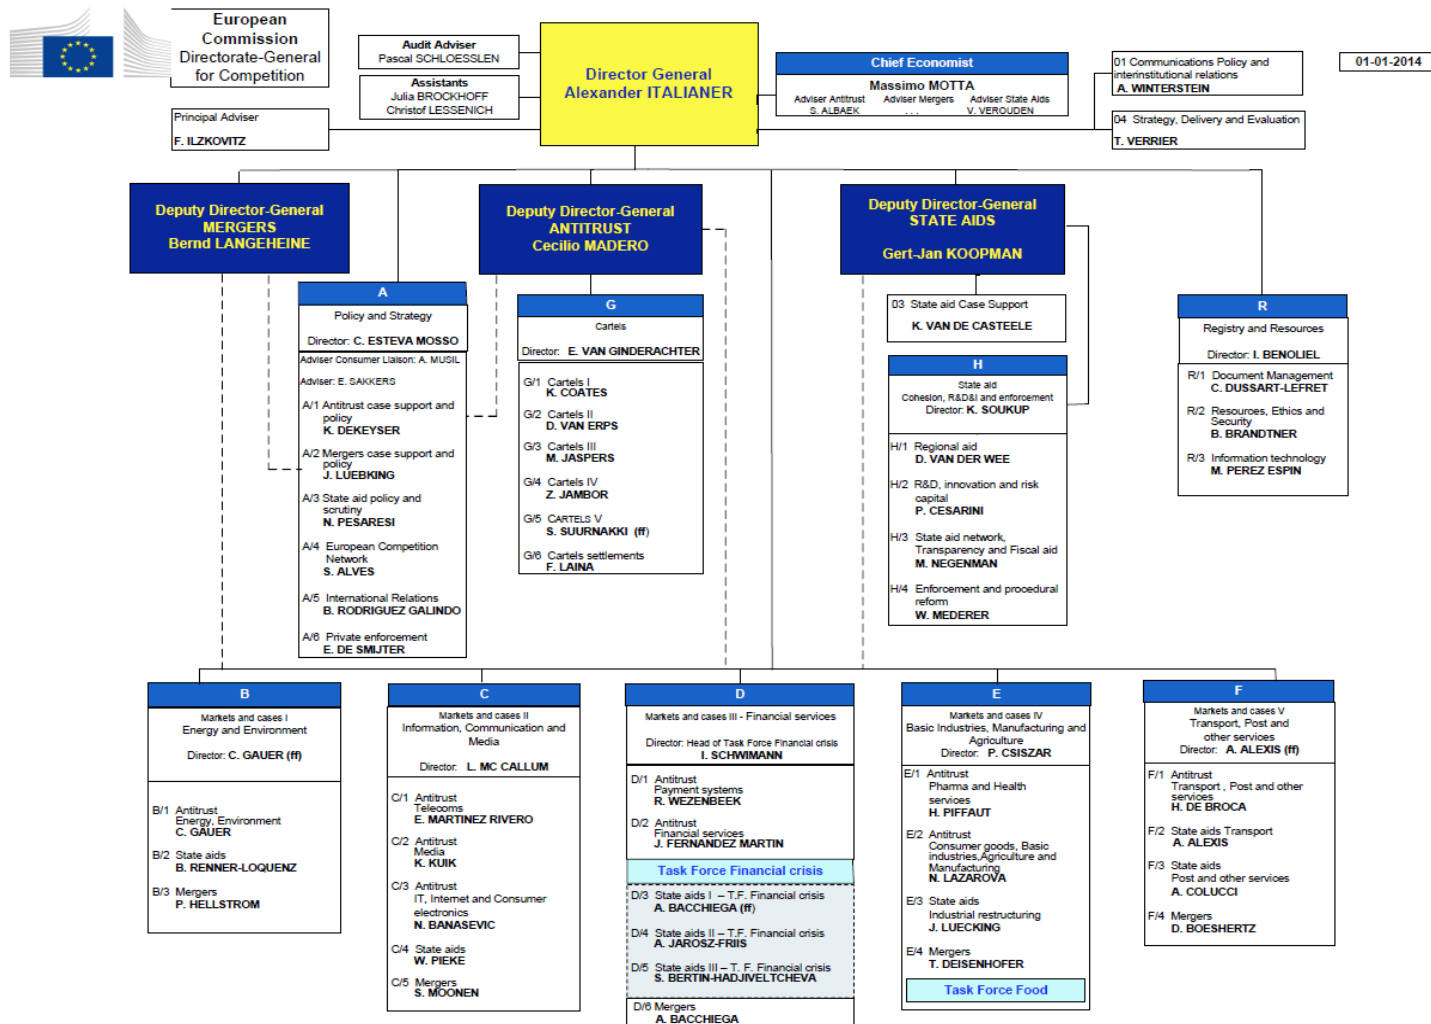 European
Commission
Directorate-General
for Competition
Audit Adviser
Pascal SCHLOESSLEN
Assistants
Julia BROCKHOFF
Christof LESSENICH
Principal Adviser
F. ILZKOVITZ
Director General
Alexander ITALIANER
Chief Economist
Massimo MOTTA
Adviser Antitrust Adviser Mergers Adviser State Aids
S. ALBAEK . . . V. VEROUDEN
01 Communications Policy and
interinstitutional relations
A. WINTERSTEIN
04 Strategy, Delivery and Evaluation
T. VERRIER
01-01-2014
Deputy Director-General
MERGERS
Bernd LANGEHEINE
Deputy Director-General
ANTITRUST
Cecilio MADERO
Deputy Director-General
STATE AIDS
Gert-Jan KOOPMAN
A
Policy and Strategy
Director: C. ESTEVA MOSSO
Adviser Consumer Liaison: A. MUSIL
Adviser: E. SAKKERS
A/1 Antitrust case support and
policy
K. DEKEYSER
A/2 Mergers case support and
policy
J. LUEBKING
A/3 State aid policy and
scrutiny
N. PESARESI
A/4 European Competition
Network
S. ALVES
A/5 International Relations
B. RODRIGUEZ GALINDO
A/6 Private enforcement
E. DE SMIJTER
G
Cartels
Director: E. VAN GINDERACHTER
G/1 Cartels I
K. COATES
G/2 Cartels II
D. VAN ERPS
G/3 Cartels III
M. JASPERS
G/4 Cartels IV
Z. JAMBOR
G/5 CARTELS V
S. SUURNAKKI (ff)
G/6 Cartels settlements
F. LAINA
03 State aid Case Support
K. VAN DE CASTEELE
H
State aid
Cohesion, R&D&I and enforcement
Director: K. SOUKUP
H/1 Regional aid
D. VAN DER WEE
H/2 R&D, innovation and risk
capital
P. CESARINI
H/3 State aid network,
Transparency and Fiscal aid
M. NEGENMAN
H/4 Enforcement and procedural
reform
W. MEDERER
R
Registry and Resources
Director: I. BENOLIEL
R/1 Document Management
C. DUSSART-LEFRET
R/2 Resources, Ethics and
Security
B. BRANDTNER
R/3 Information technology
M. PEREZ ESPIN
B
Markets and cases I
Energy and Environment
Director: C. GAUER (ff)
B/1 Antitrust
Energy, Environment
C. GAUER
B/2 State aids
B. RENNER-LOQUENZ
B/3 Mergers
P. HELLSTROM
C
Markets and cases II
Information, Communication and
Media
Director: L. MC CALLUM
C/1 Antitrust
Telecoms
E. MARTINEZ RIVERO
C/2 Antitrust
Media
K. KUIK
C/3 Antitrust
IT, Internet and Consumer
electronics
N. BANASEVIC
C/4 State aids
W. PIEKE
C/5 Mergers
S. MOONEN
D
Markets and cases III - Financial services
Director: Head of Task Force Financial crisis
I. SCHWIMANN
D/1 Antitrust
Payment systems
R. WEZENBEEK
D/2 Antitrust
Financial services
J. FERNANDEZ MARTIN
Task Force Financial crisis
D/3 State aids I – T.F. Financial crisis
A. BACCHIEGA (ff)
D/4 State aids II – T.F. Financial crisis
A. JAROSZ-FRIIS
D/5 State aids III – T. F. Financial crisis
S. BERTIN-HADJIVELTCHEVA
D/6 Mergers
A. BACCHIEGA
E
Markets and cases IV
Basic Industries, Manufacturing and
Agriculture
Director: P. CSISZAR
E/1 Antitrust
Pharma and Health
services
H. PIFFAUT
E/2 Antitrust
Consumer goods, Basic
industries,Agriculture and
Manufacturing
N. LAZAROVA
E/3 State aids
Industrial restructuring
J. LUECKING
E/4 Mergers
T. DEISENHOFER
Task Force Food
F
Markets and cases V
Transport, Post and
other services
Director: A. ALEXIS (ff)
F/1 Antitrust
Transport , Post and other
services
H. DE BROCA
F/2 State aids Transport
A. ALEXIS
F/3 State aids
Post and other services
A. COLUCCI
F/4 Mergers
D. BOESHERTZ